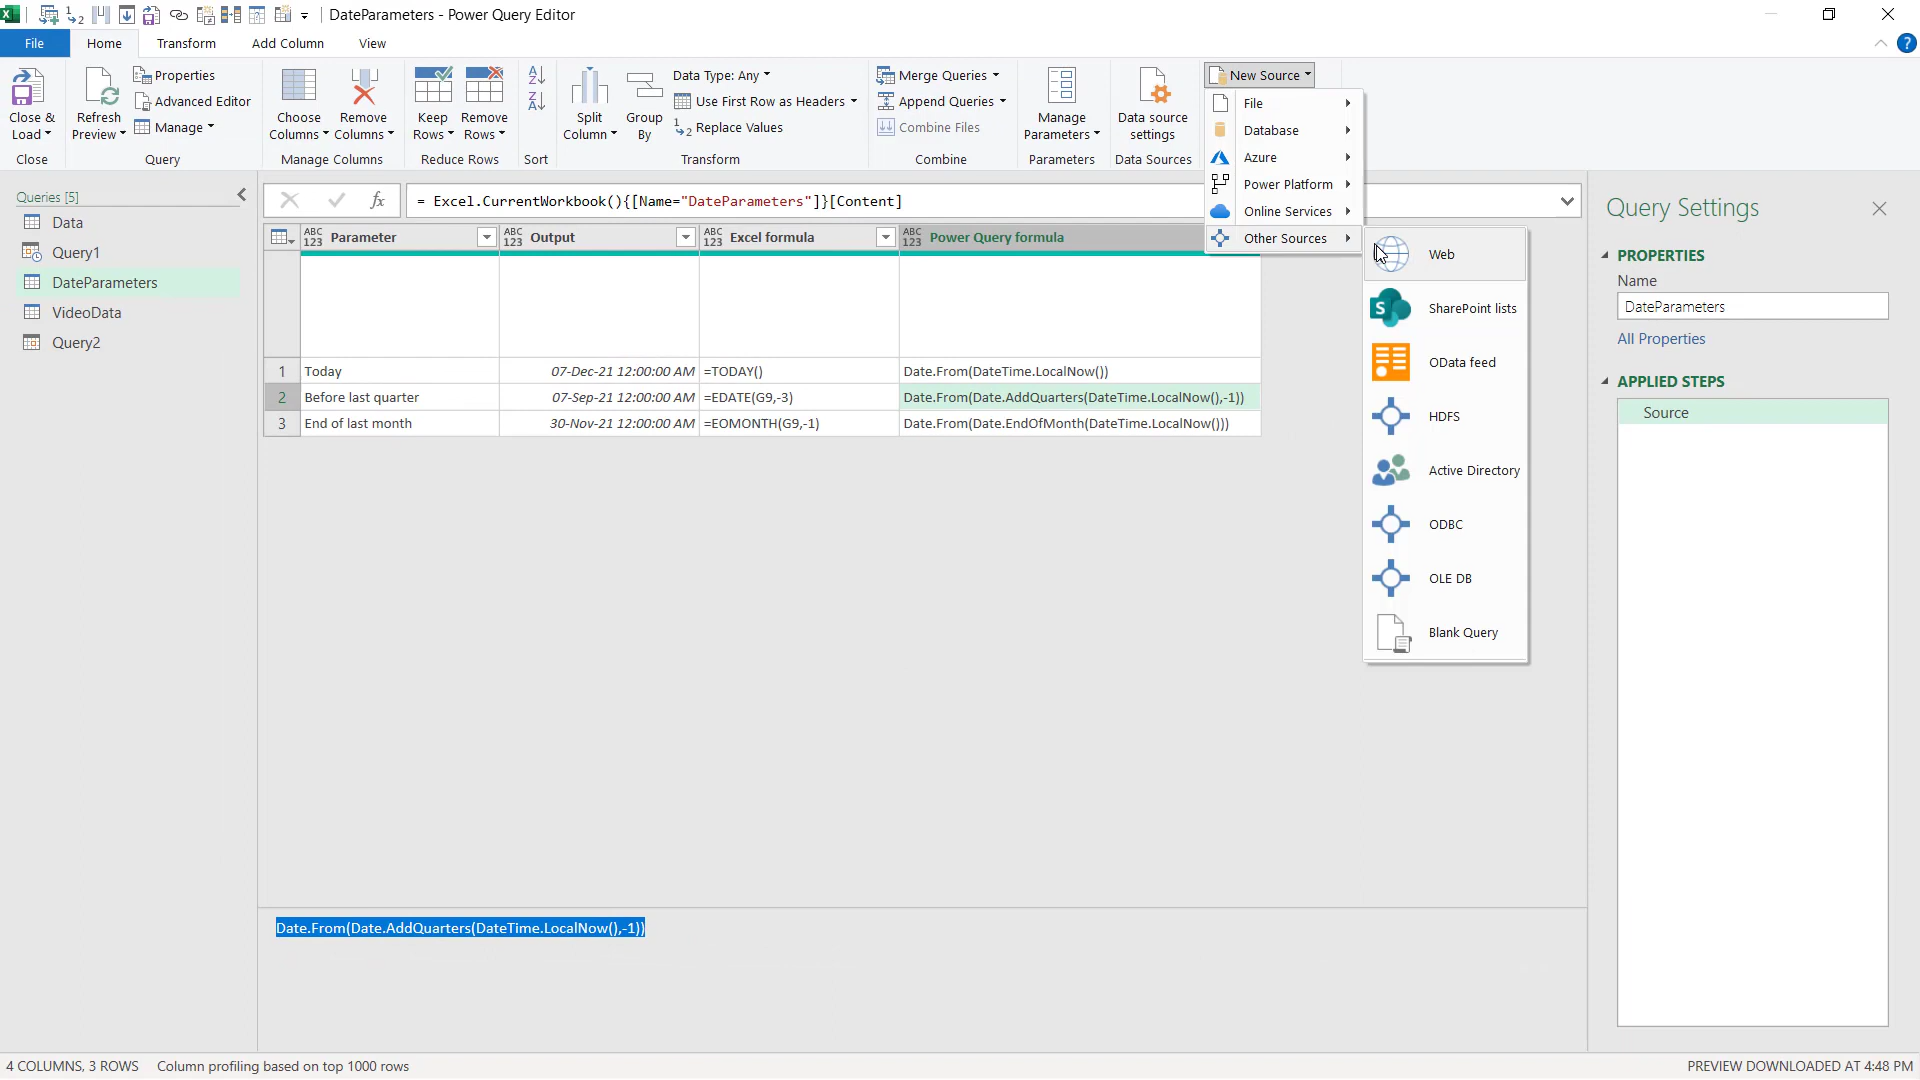 DateParameters - Power Query Editor
File
Home
Transform
Add Column
View
Close &
Load
Close
Refresh
Preview
Properties
Advanced Editor
Manage
Query
Choose
Columns
Remove
Columns
Manage Columns
Keep
Rows
Remove
Rows
Reduce Rows
Sort
Split
Column
Group
By
Data Type: Any
Use First Row as Headers
Replace Values
Transform
Merge Queries
Append Queries
Combine Files
Combine
Manage
Parameters
Parameters
Data source
settings
Data Sources
New Source
File
Database
Azure
Power Platform
Online Services
Other Sources
Web
SharePoint lists
OData feed
HDFS
Active Directory
ODBC
OLE DB
Blank Query
Queries [5]
Data
Query1
DateParameters
VideoData
Query2
fx
= Excel.CurrentWorkbook(){[Name="DateParameters"]}[Content]
ABC 123 Parameter ABC 123 Output ABC 123 Excel formula ABC 123 Power Query formula
1 Today 07-Dec-21 12:00:00 AM =TODAY() Date.From(DateTime.LocalNow())
2 Before last quarter 07-Sep-21 12:00:00 AM =EDATE(G9,-3) Date.From(Date.AddQuarters(DateTime.LocalNow(),-1))
3 End of last month 30-Nov-21 12:00:00 AM =EOMONTH(G9,-1) Date.From(Date.EndOfMonth(DateTime.LocalNow()))
Date.From(Date.AddQuarters(DateTime.LocalNow(),-1))
Query Settings
PROPERTIES
Name
DateParameters
All Properties
APPLIED STEPS
Source
4 COLUMNS, 3 ROWS
Column profiling based on top 1000 rows
PREVIEW DOWNLOADED AT 4:48 PM